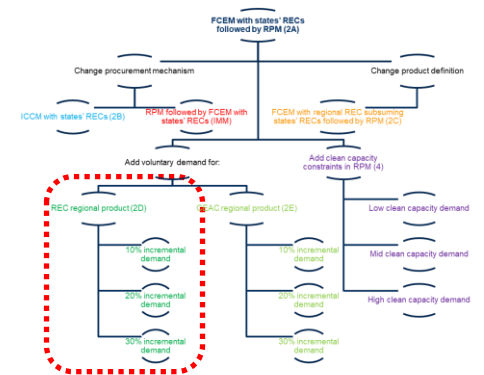 FCEM with states' RECs
followed by RPM (2A)
Change procurement mechanism
Change product definition
ICCM with states' RECs (2B)
RPM followed by FCEM with
states' RECs (IMM)
FCEM with regional REC subsuming
states' RECs followed by RPM (2C)
Add voluntary demand for:
Add clean capacity
constraints in RPM (4)
REC regional product (2D)
CEAC regional product (2E)
Low clean capacity demand
10% incremental
demand
10% incremental
demand
Mid clean capacity demand
20% incremental
demand
20% incremental
demand
High clean capacity demand
30% incremental
demand
30% incremental
demand